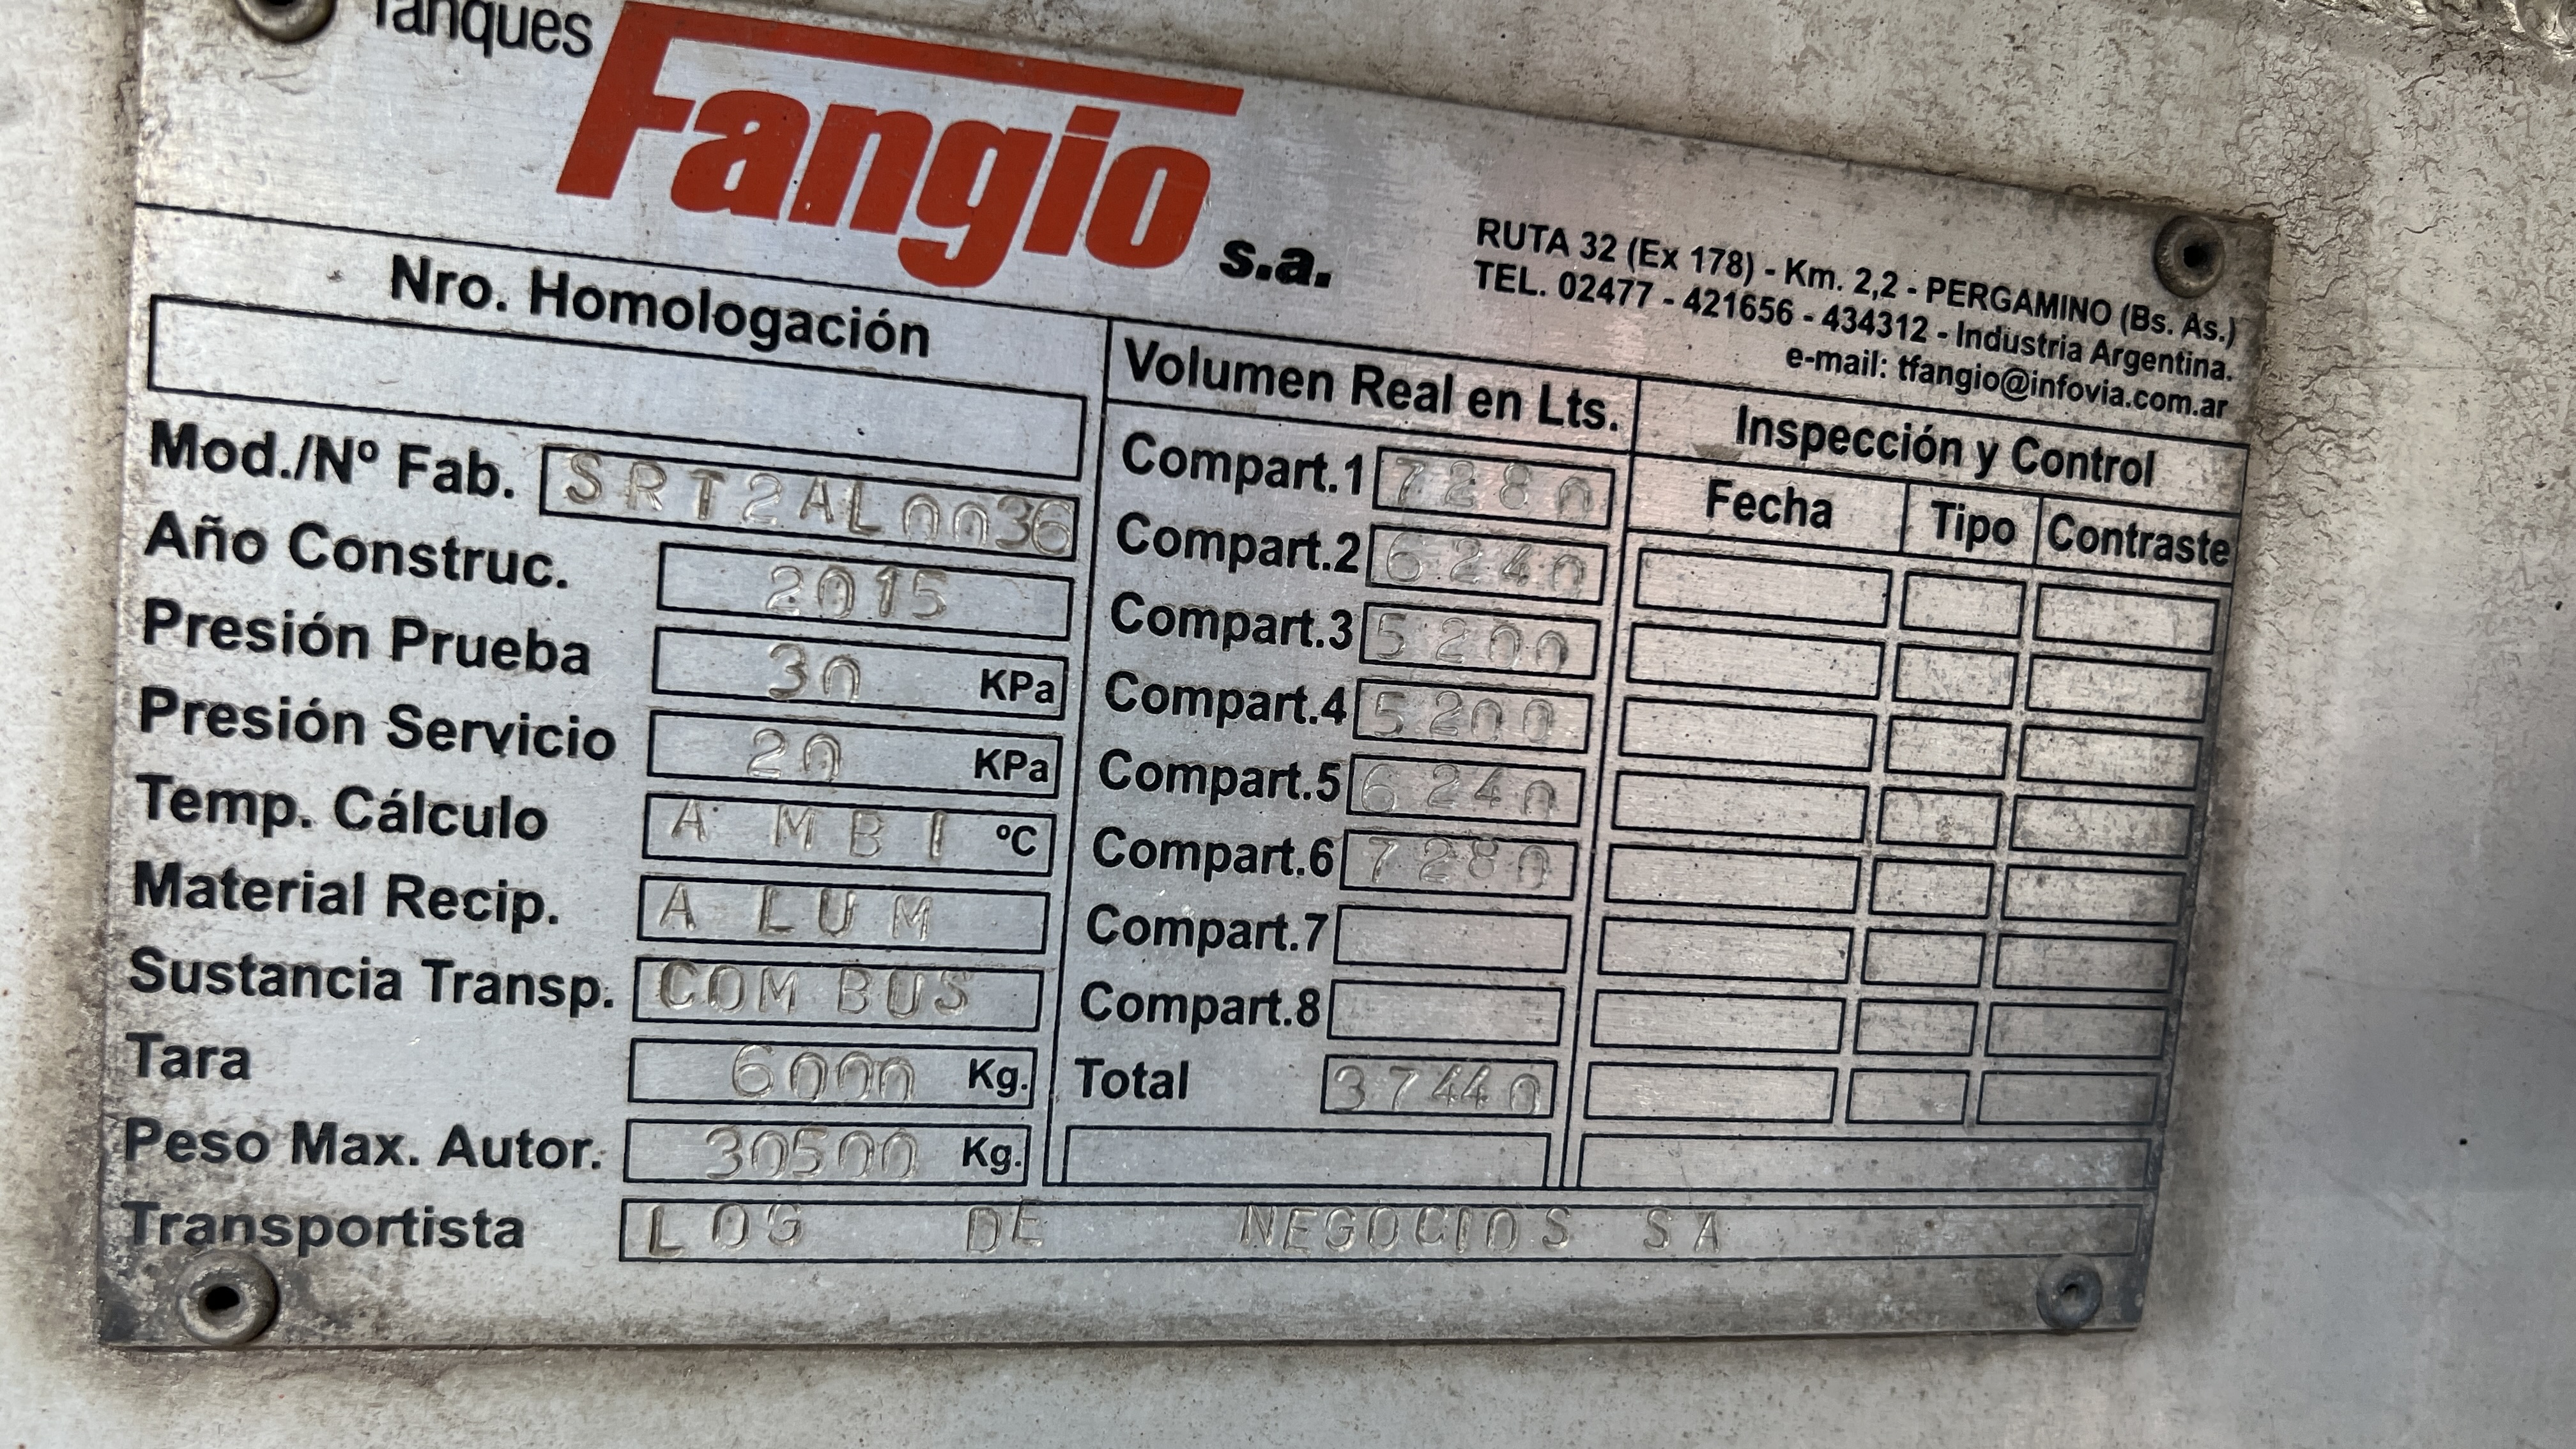 Tanques
Fangio s.a.
RUTA 32 (Ex 178) - Km. 2,2 - PERGAMINO (Bs. As.)
TEL. 02477 - 421656 - 434312 - Industria Argentina.
e-mail: tfangio@infovia.com.ar
Nro. Homologación
Mod./Nº Fab. SRT2AL0036
Año Construc. 2015
Presión Prueba 30 KPa
Presión Servicio 20 KPa
Temp. Cálculo AMBI ºC
Material Recip. ALUM
Sustancia Transp. COMBUS
Tara 6000 Kg.
Peso Max. Autor. 30500 Kg.
Volumen Real en Lts.
Compart.1 7280
Compart.2 6240
Compart.3 5200
Compart.4 5200
Compart.5 6240
Compart.6 7280
Compart.7
Compart.8
Total 37440
Inspección y Control
Fecha Tipo Contraste
Transportista LOG DE NEGOCIOS SA